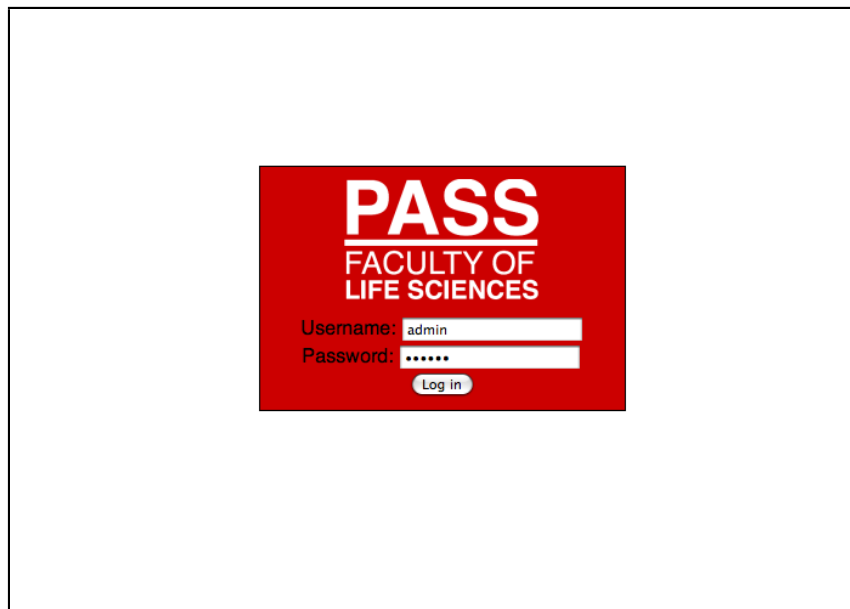 PASS
FACULTY OF
LIFE SCIENCES
Username: admin
Password: ••••••
Log in